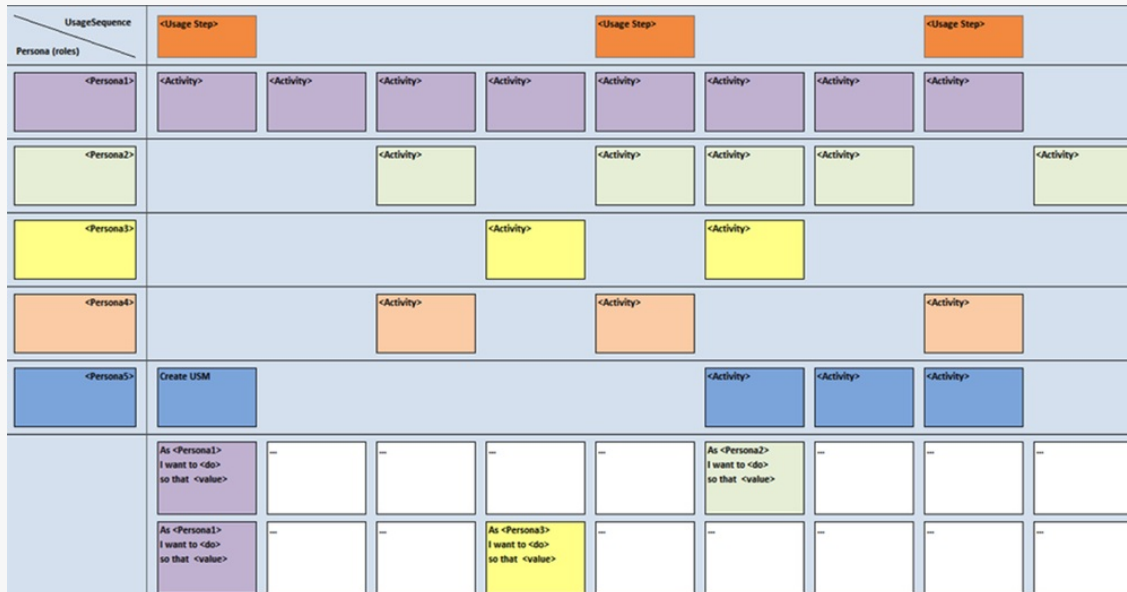 UsageSequence
Persona (roles)
<Usage Step> <Usage Step> <Usage Step>
<Persona1> <Activity> <Activity> <Activity> <Activity> <Activity> <Activity> <Activity> <Activity>
<Persona2> <Activity> <Activity> <Activity> <Activity> <Activity>
<Persona3> <Activity> <Activity>
<Persona4> <Activity> <Activity> <Activity>
<Persona5> Create USM <Activity> <Activity> <Activity>
As <Persona1>
I want to <do>
so that <value>
... ... ... ...
As <Persona2>
I want to <do>
so that <value>
... ... ...
As <Persona1>
I want to <do>
so that <value>
... ...
As <Persona3>
I want to <do>
so that <value>
... ... ... ... ...